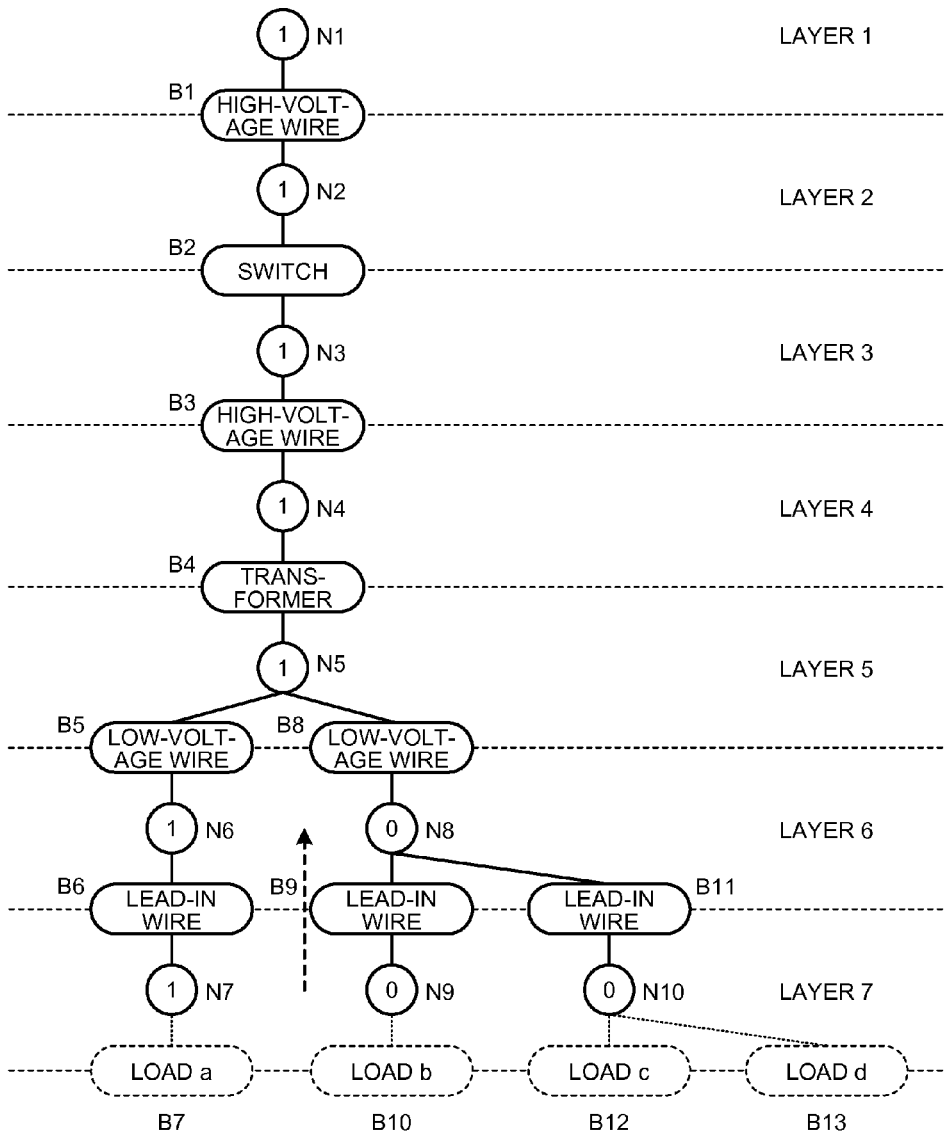 1 N1 LAYER 1
B1
HIGH-VOLT-
AGE WIRE
1 N2 LAYER 2
B2
SWITCH
1 N3 LAYER 3
B3
HIGH-VOLT-
AGE WIRE
1 N4 LAYER 4
B4
TRANS-
FORMER
1 N5 LAYER 5
B5 B8
LOW-VOLT- LOW-VOLT-
AGE WIRE AGE WIRE
1 N6 0 N8 LAYER 6
B6 B9 B11
LEAD-IN LEAD-IN LEAD-IN
WIRE WIRE WIRE
1 N7 0 N9 0 N10 LAYER 7
LOAD a LOAD b LOAD c LOAD d
B7 B10 B12 B13